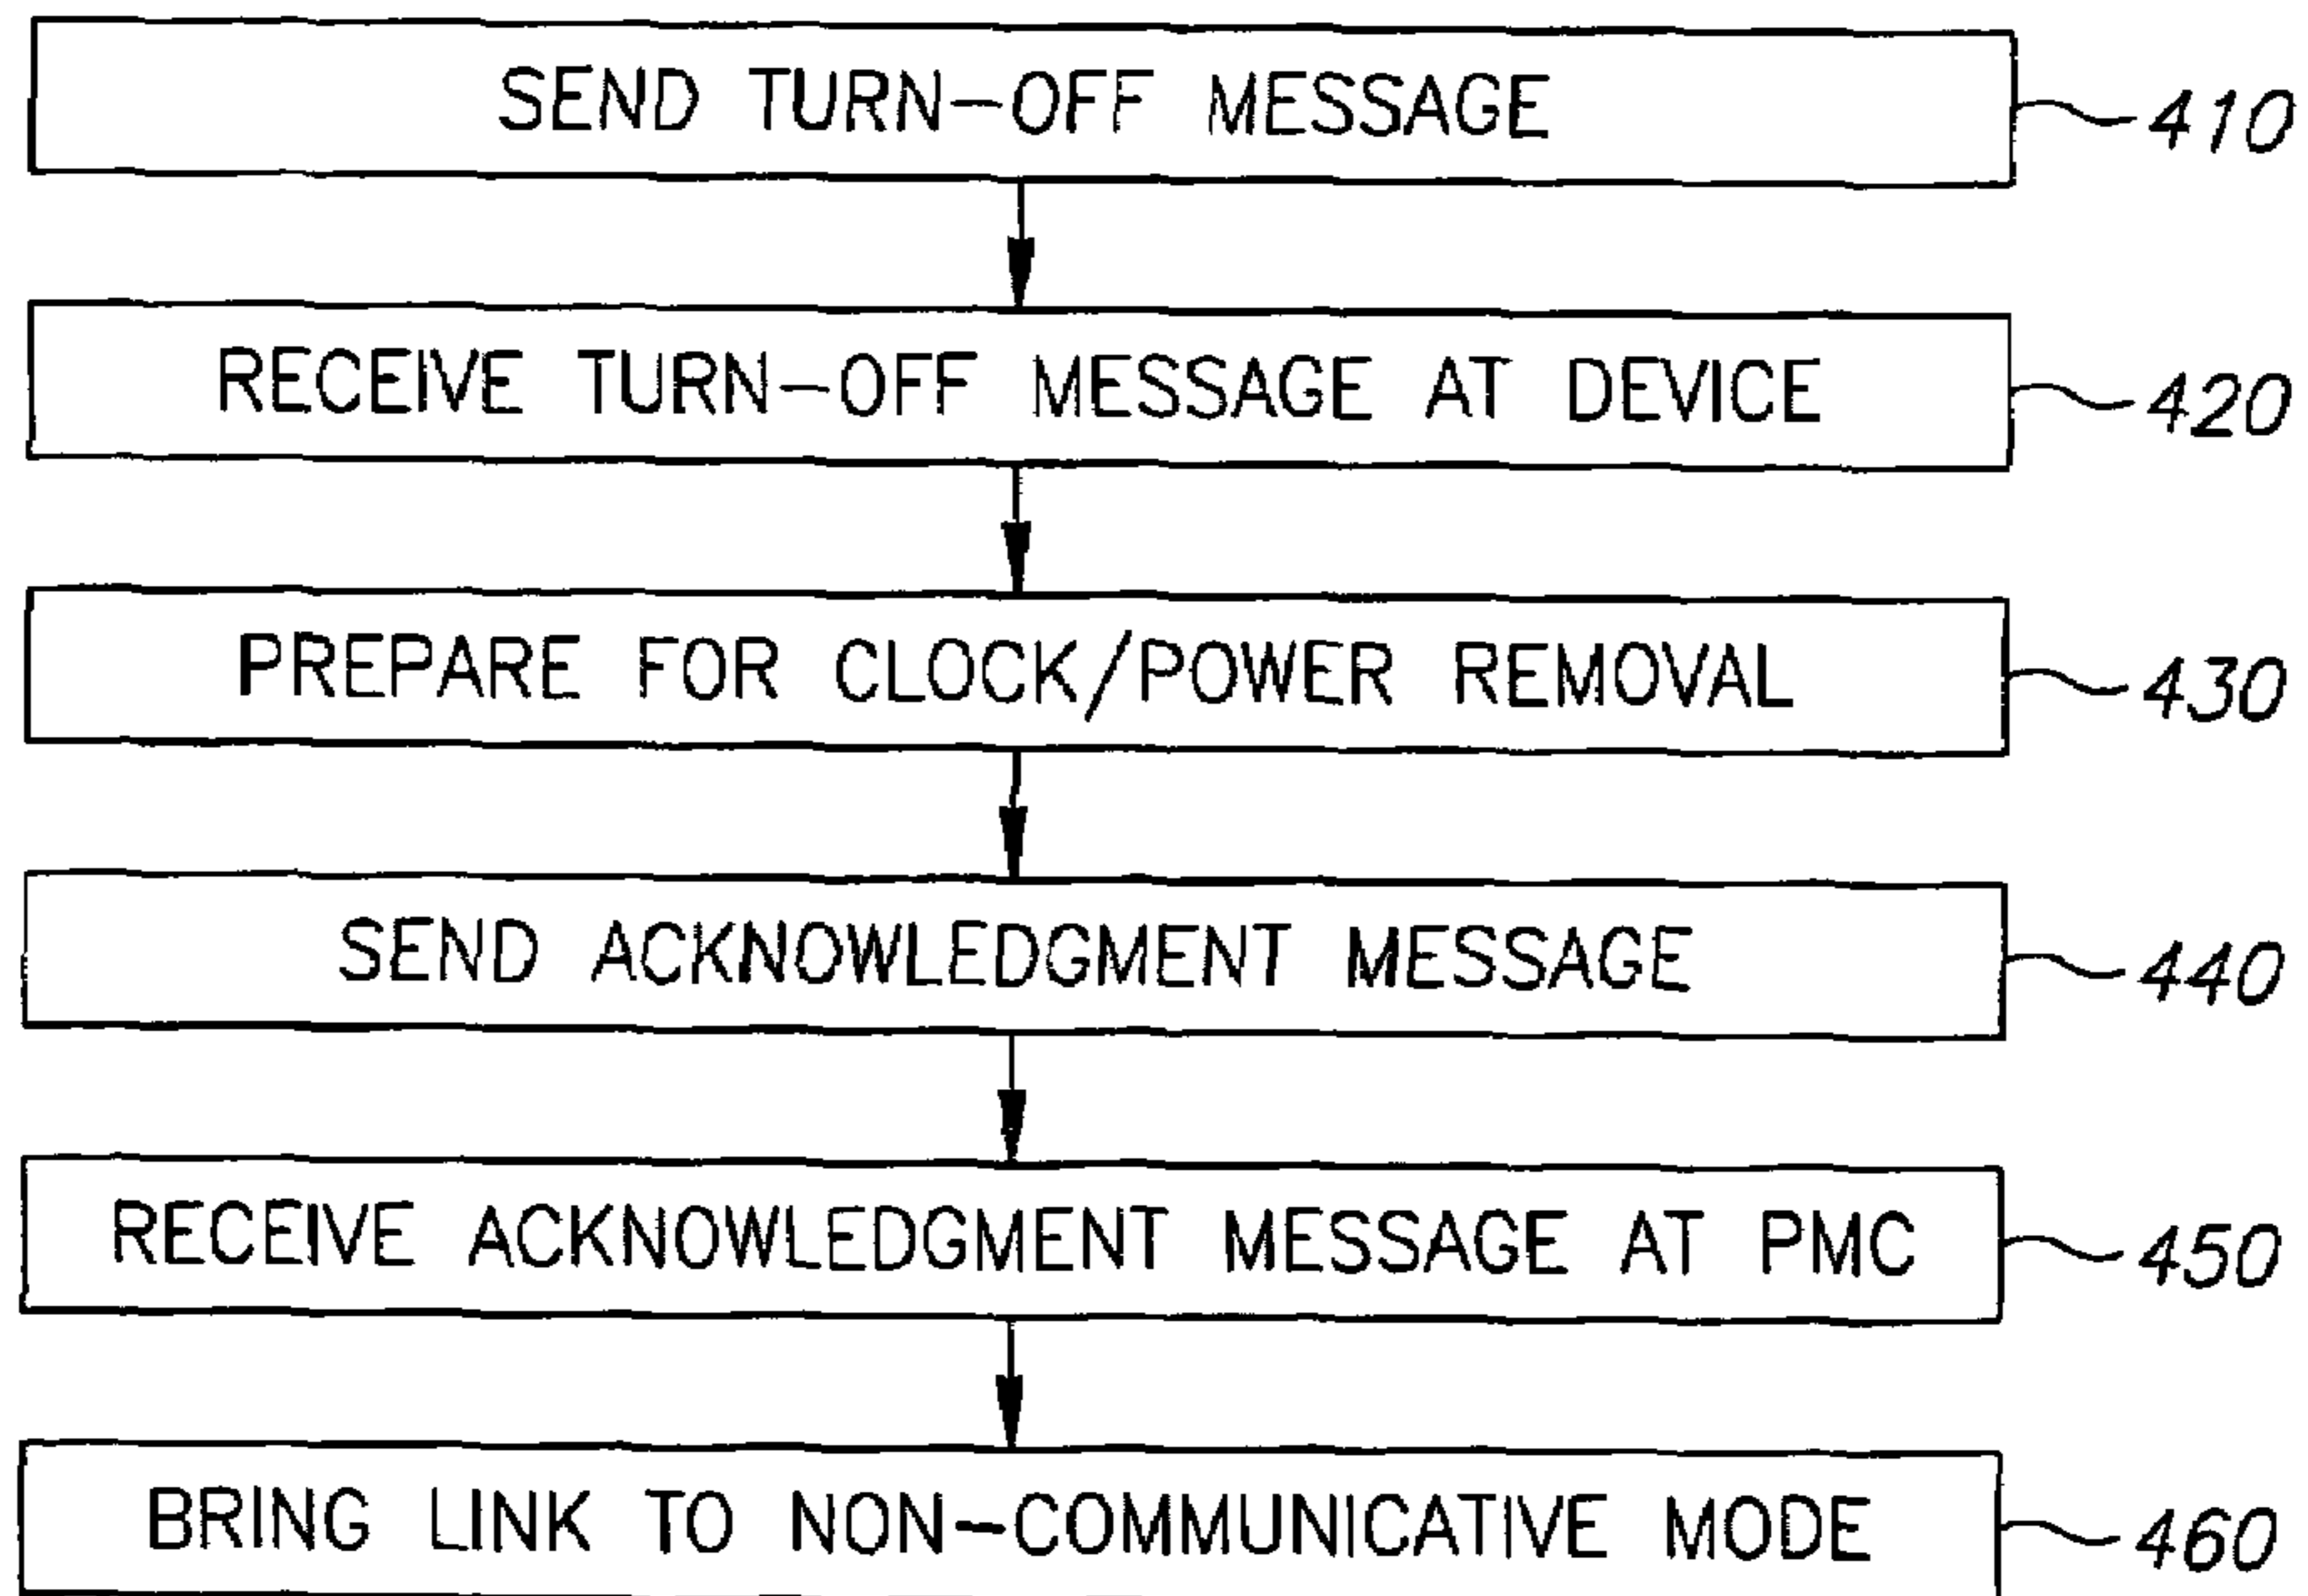 SEND TURN-OFF MESSAGE 410
RECEIVE TURN-OFF MESSAGE AT DEVICE 420
PREPARE FOR CLOCK/POWER REMOVAL 430
SEND ACKNOWLEDGMENT MESSAGE 440
RECEIVE ACKNOWLEDGMENT MESSAGE AT PMC 450
BRING LINK TO NON-COMMUNICATIVE MODE 460